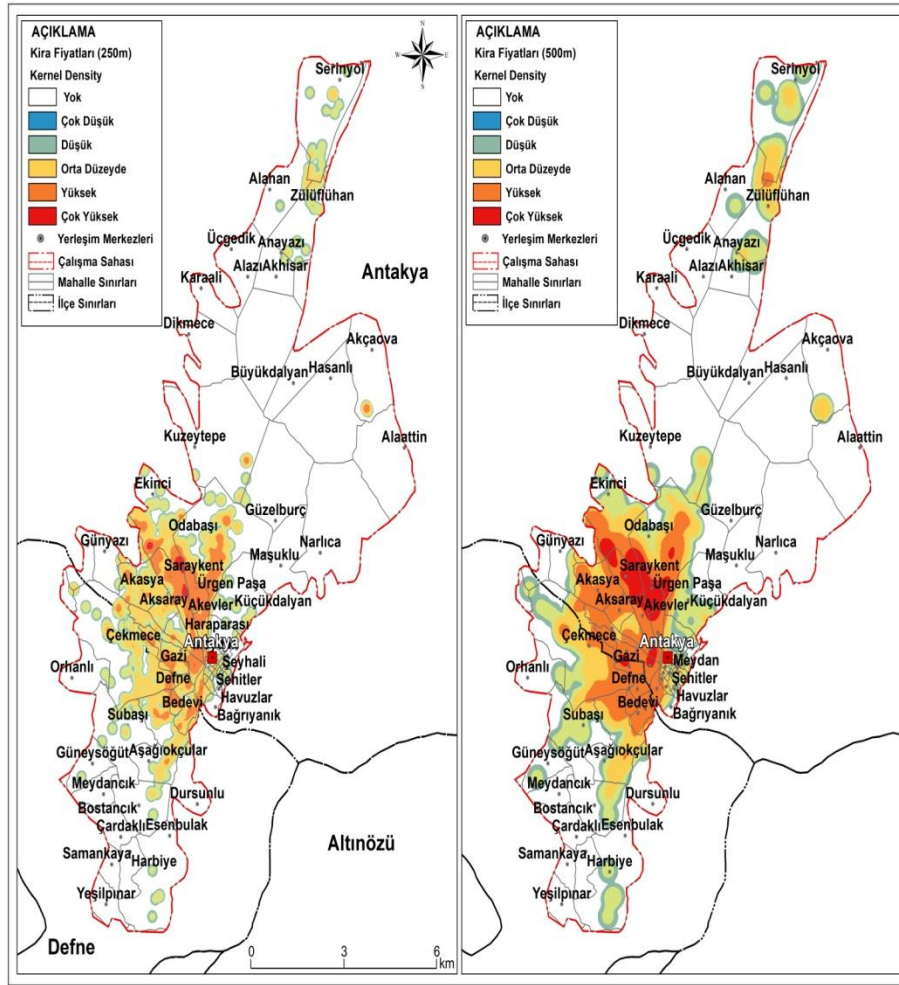 AÇIKLAMA
Kira Fiyatları (250m)
Kernel Density
Yok
Çok Düşük
Düşük
Orta Düzeyde
Yüksek
Çok Yüksek
Yerleşim Merkezleri
Çalışma Sahası
Mahalle Sınırları
İlçe Sınırları
N
W
E
S
Serinyol
Alahan
Zülüflühan
Üçgedik
Anayazı
Alazı
Akhisar
Karaali
Antakya
Dikmece
Akçaova
Büyükdalyan
Hasanlı
Kuzeytepe
Alaattin
Ekinci
Odabaşı
Güzelburç
Günyazı
Narlıca
Maşuklu
Saraykent
Akasya
Ürgen Paşa
Aksaray
Akevler
Küçükdalyan
Haraparası
Çekmece
Antakya
Gazi
Şeyhali
Orhanlı
Defne
Şehitler
Bedevi
Havuzlar
Subaşı
Bağrıyanık
Güneysöğüt
Aşağıokçular
Meydancık
Dursunlu
Bostancık
Çardaklı
Esenbulak
Altınözü
Samankaya
Harbiye
Yeşilpınar
Defne
0
3
6
km
AÇIKLAMA
Kira Fiyatları (500m)
Kernel Density
Yok
Çok Düşük
Düşük
Orta Düzeyde
Yüksek
Çok Yüksek
Yerleşim Merkezleri
Çalışma Sahası
Mahalle Sınırları
İlçe Sınırları
Serinyol
Alahan
Zülüflühan
Üçgedik
Anayazı
Alazı
Akhisar
Karaali
Dikmece
Akçaova
Büyükdalyan
Hasanlı
Kuzeytepe
Alaattin
Ekinci
Odabaşı
Güzelburç
Günyazı
Narlıca
Maşuklu
Saraykent
Akasya
Ürgen Paşa
Aksaray
Akevler
Küçükdalyan
Çekmece
Antakya
Gazi
Meydan
Orhanlı
Defne
Şehitler
Bedevi
Havuzlar
Subaşı
Bağrıyanık
Güneysöğüt
Aşağıokçular
Meydancık
Dursunlu
Bostancık
Çardaklı
Esenbulak
Samankaya
Harbiye
Yeşilpınar